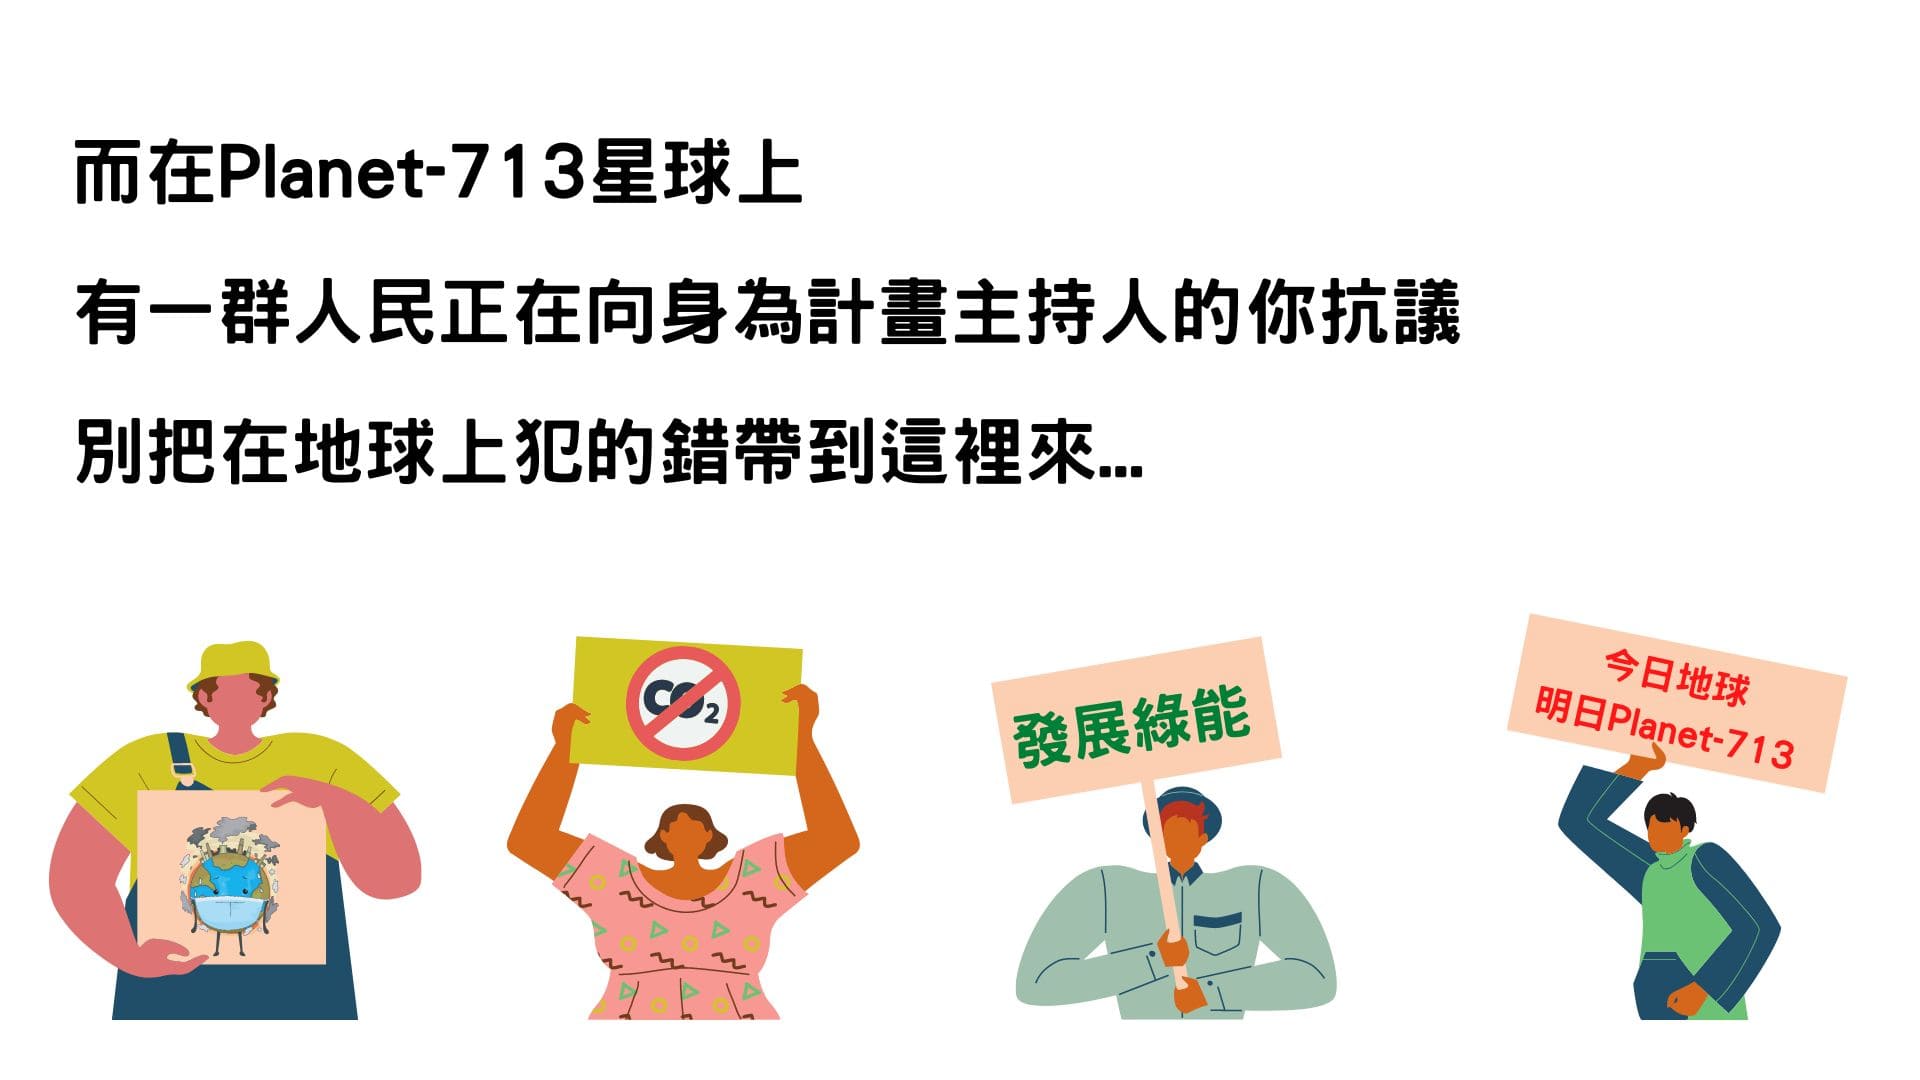 而在Planet-713星球上
有一群人民正在向身為計畫主持人的你抗議
別把在地球上犯的錯帶到這裡來...
CO2
發展綠能
今日地球
明日Planet-713